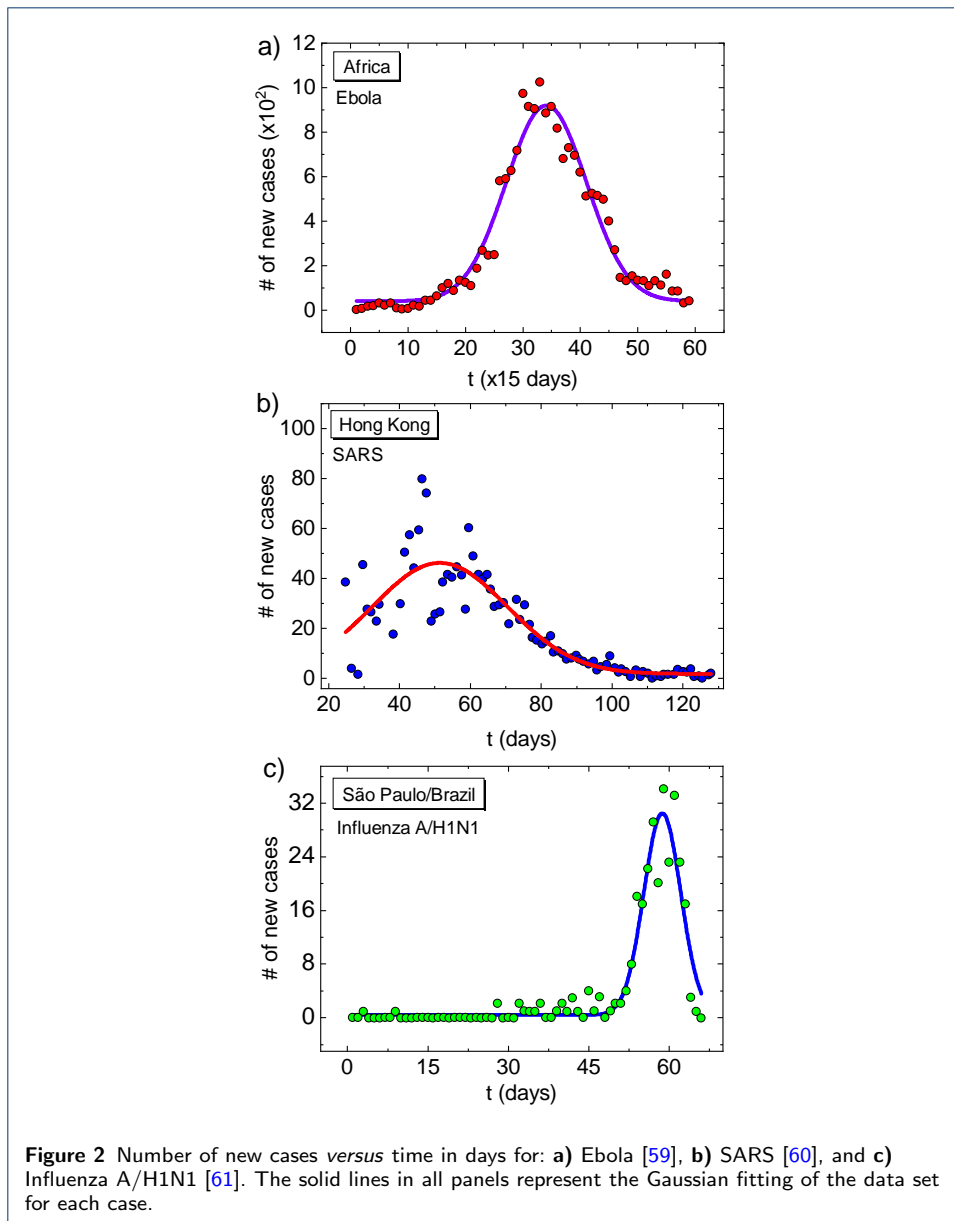 a)
Africa
Ebola
# of new cases (x10²)
12
10
8
6
4
2
0
0 10 20 30 40 50 60
t (x15 days)
b)
Hong Kong
SARS
# of new cases
100
80
60
40
20
0
20 40 60 80 100 120
t (days)
c)
São Paulo/Brazil
Influenza A/H1N1
# of new cases
32
24
16
8
0
0 15 30 45 60
t (days)
Figure 2 Number of new cases versus time in days for: a) Ebola [59], b) SARS [60], and c)
Influenza A/H1N1 [61]. The solid lines in all panels represent the Gaussian fitting of the data set
for each case.